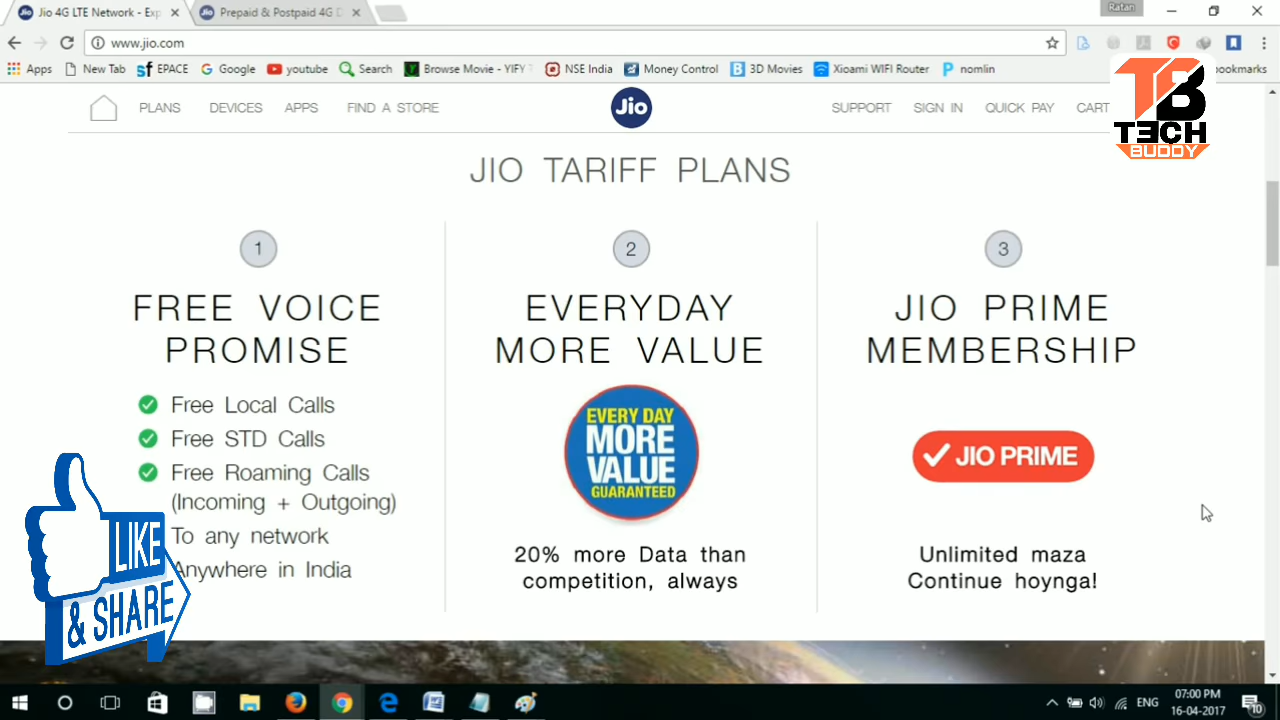 Jio 4G LTE Network - Exp
Prepaid & Postpaid 4G D
Ratan
www.jio.com
Apps
New Tab
sf EPACE
G Google
youtube
Search
Y Browse Movie - YIFY T
NSE India
Money Control
B 3D Movies
Xioami WIFI Router
P nomlin
ookmarks
PLANS
DEVICES
APPS
FIND A STORE
Jio
SUPPORT
SIGN IN
QUICK PAY
CART
TB
TECH
BUDDY
JIO TARIFF PLANS
1
FREE VOICE
PROMISE
Free Local Calls
Free STD Calls
Free Roaming Calls
(Incoming + Outgoing)
To any network
Anywhere in India
LIKE
& SHARE
2
EVERYDAY
MORE VALUE
EVERY DAY
MORE
VALUE
GUARANTEED
20% more Data than
competition, always
3
JIO PRIME
MEMBERSHIP
JIO PRIME
Unlimited maza
Continue hoynga!
ENG
07:00 PM
16-04-2017
10